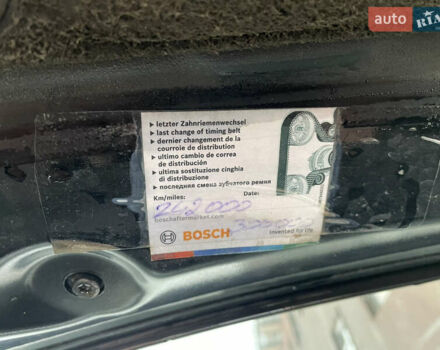 auto RIA
▸ letzter Zahnriemenwechsel
▸ last change of timing belt
▸ dernier changement de la
courroie de distribution
▸ ultimo cambio de correa
de distribución
▸ ultima sostituzione cinghia
di distribuzione
▸ последняя смена зубчатого ремня
Km/miles: Date:
242000
boschaftermarket.com
BOSCH
Invented for life